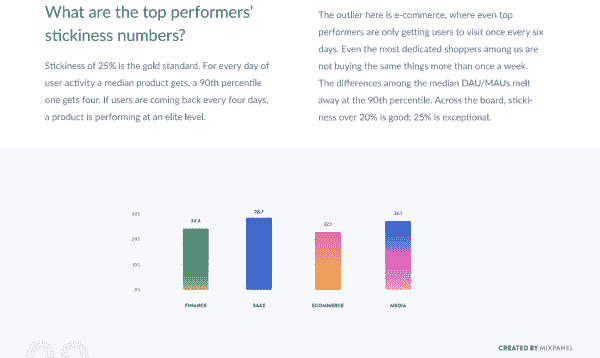 What are the top performers'
stickiness numbers?
Stickiness of 25% is the gold standard. For every day of
user activity a median product gets, a 90th percentile
one gets four. If users are coming back every four days,
a product is performing at an elite level.
The outlier here is e-commerce, where even top
performers are only getting users to visit once every six
days. Even the most dedicated shoppers among us are
not buying the same things more than once a week.
The differences among the median DAU/MAUs melt
away at the 90th percentile. Across the board, sticki-
ness over 20% is good; 25% is exceptional.
30%
20%
10%
0%
24.4
28.7
22.1
26.1
FINANCE
SAAS
ECOMMERCE
MEDIA
CREATED BY MIXPANEL